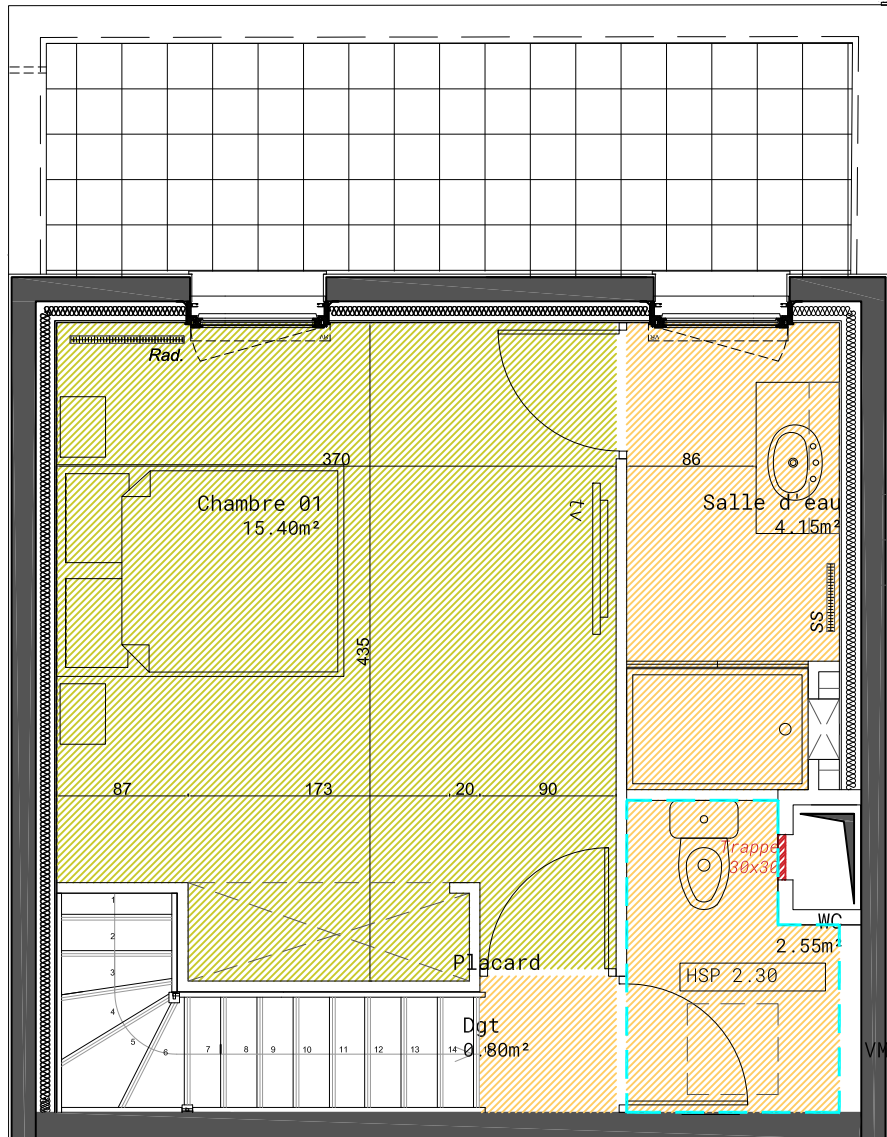 Rad.
370
86
Chambre 01
15.40m²
tv
Salle d'eau
4.15m²
435
SS
87
173
20
90
Trappe
30x30
WC
2.55m²
Placard
HSP 2.30
Dgt
0.80m²
VM
1
2
3
4
5
6
7
8
9
10
11
12
13
14